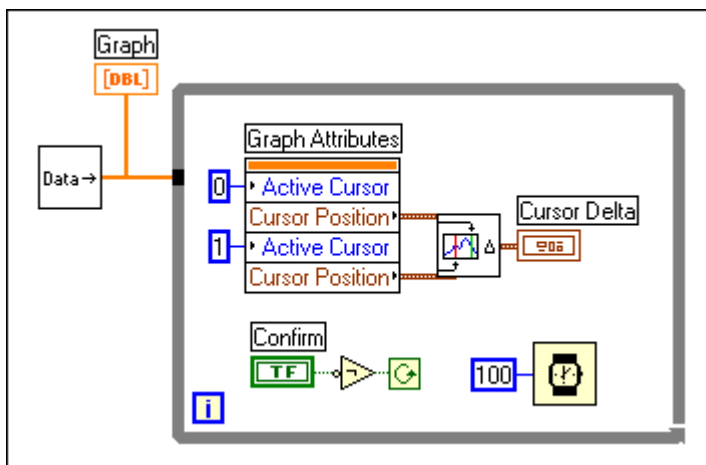 Graph
[DBL]
Data→
Graph Attributes
0
Active Cursor
Cursor Position
Cursor Delta
1
Active Cursor
Δ
Cursor Position
Confirm
TF
100
i